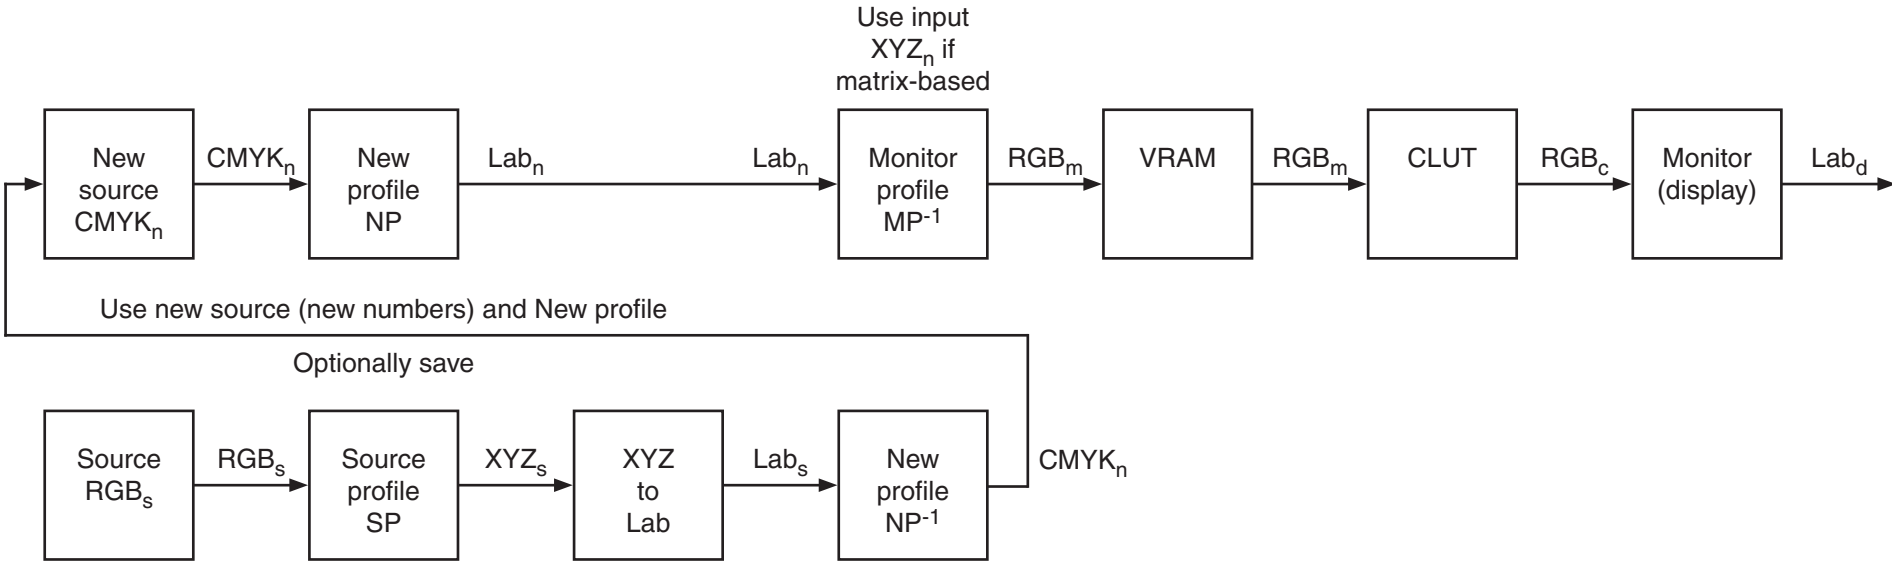 Use input
XYZn if
matrix-based
New
source
CMYKn
CMYKn
New
profile
NP
Labn
Labn
Monitor
profile
MP-1
RGBm
VRAM
RGBm
CLUT
RGBc
Monitor
(display)
Labd
Use new source (new numbers) and New profile
Optionally save
Source
RGBs
RGBs
Source
profile
SP
XYZs
XYZ
to
Lab
Labs
New
profile
NP-1
CMYKn